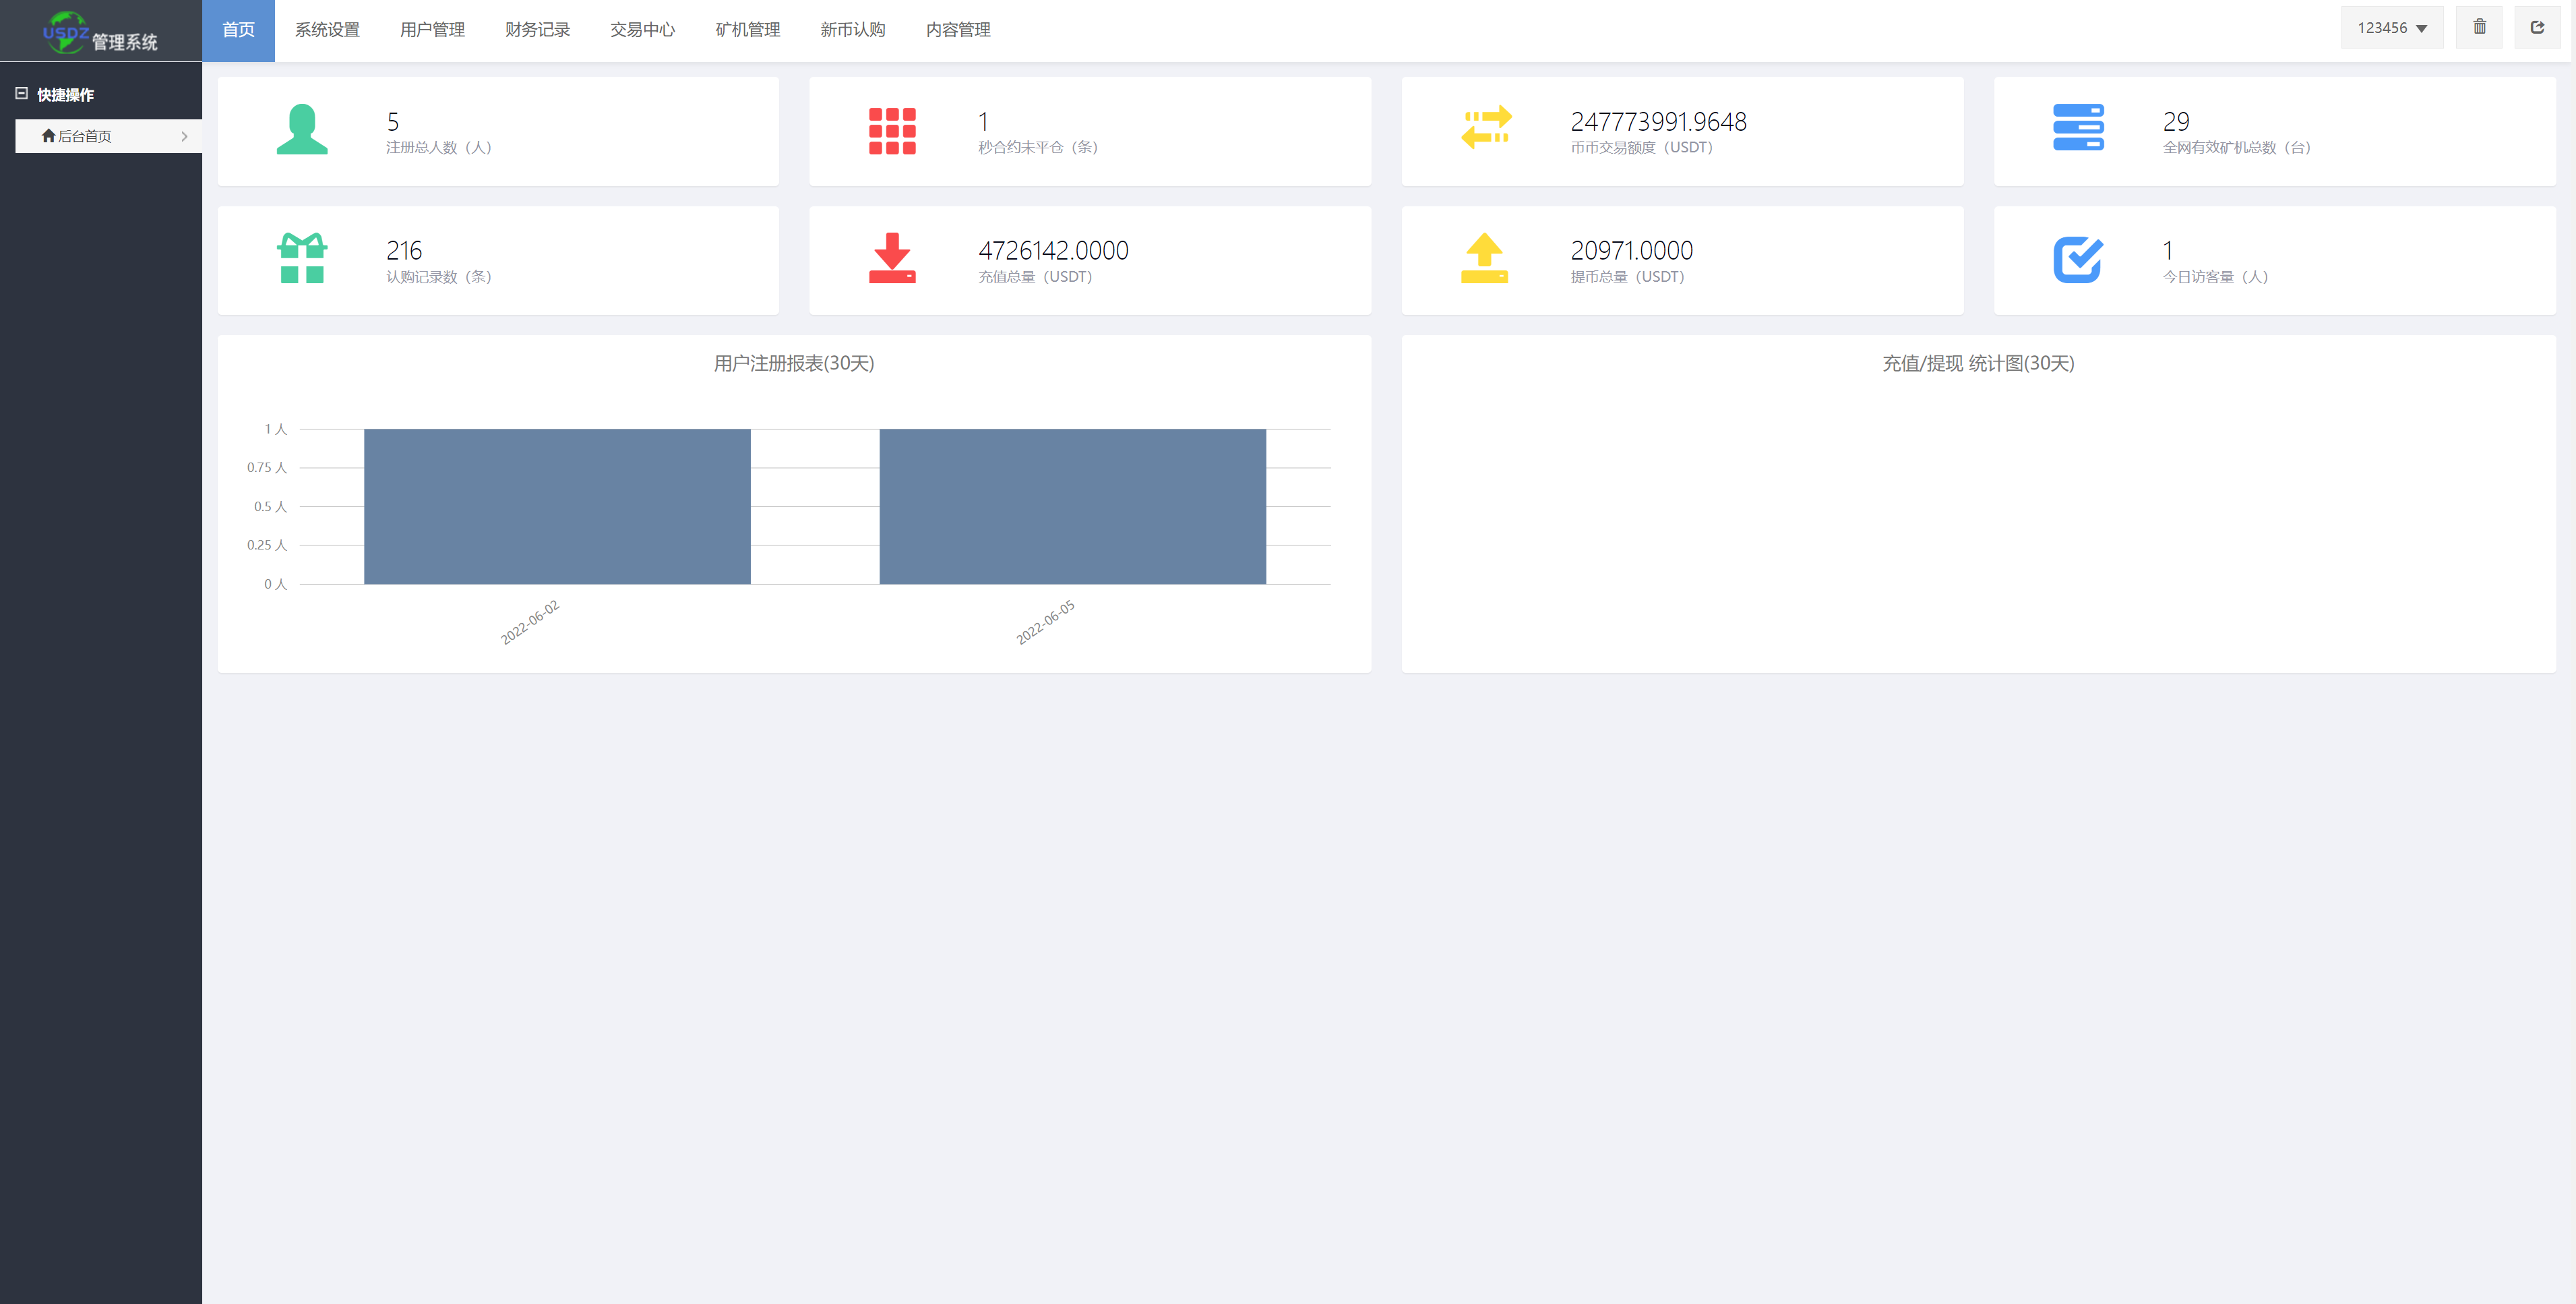 USDZ 管理系统
首页 系统设置 用户管理 财务记录 交易中心 矿机管理 新币认购 内容管理
123456
快捷操作
后台首页
5
注册总人数（人）
1
秒合约未平仓（条）
247773991.9648
币币交易额度（USDT）
29
全网有效矿机总数（台）
216
认购记录数（条）
4726142.0000
充值总量（USDT）
20971.0000
提币总量（USDT）
1
今日访客量（人）
用户注册报表(30天)
1 人
0.75 人
0.5 人
0.25 人
0 人
2022-06-02
2022-06-05
充值/提现 统计图(30天)